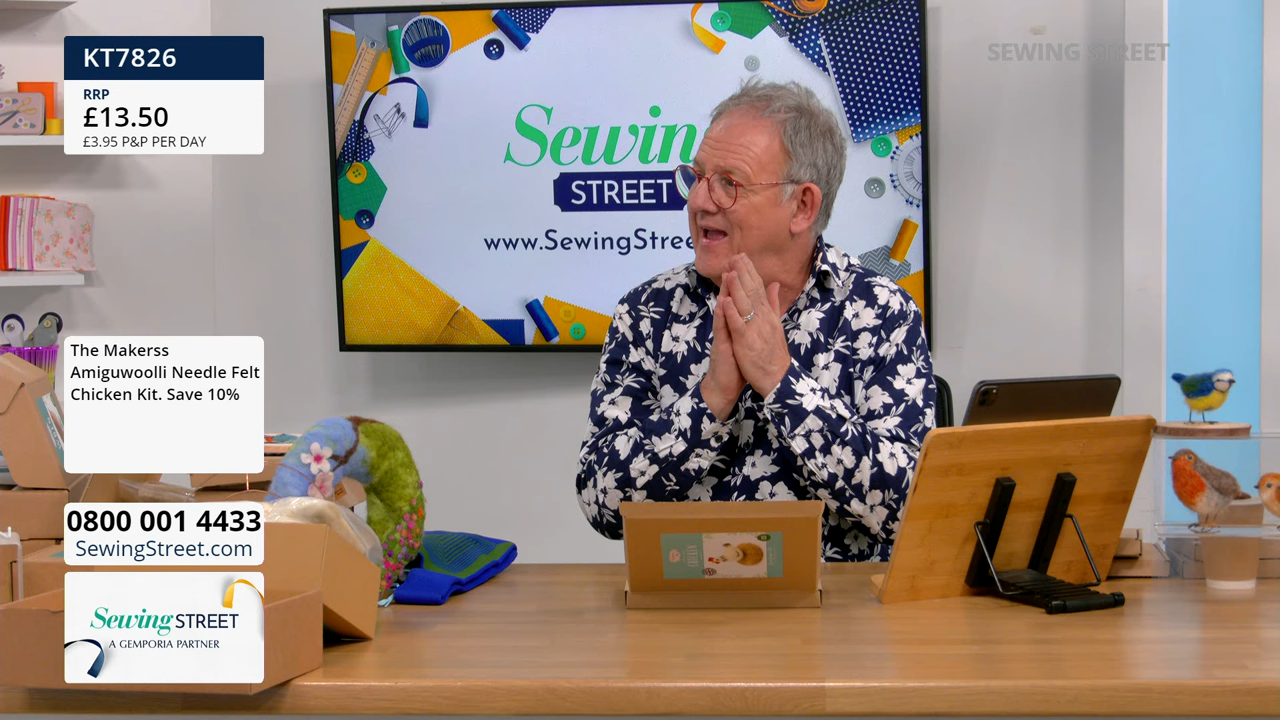 KT7826
RRP
£13.50
£3.95 P&P PER DAY
SEWING STREET
Sewin
STREET
www.SewingStree
The Makerss
Amiguwoolli Needle Felt
Chicken Kit. Save 10%
0800 001 4433
SewingStreet.com
Sewing STREET
A GEMPORIA PARTNER